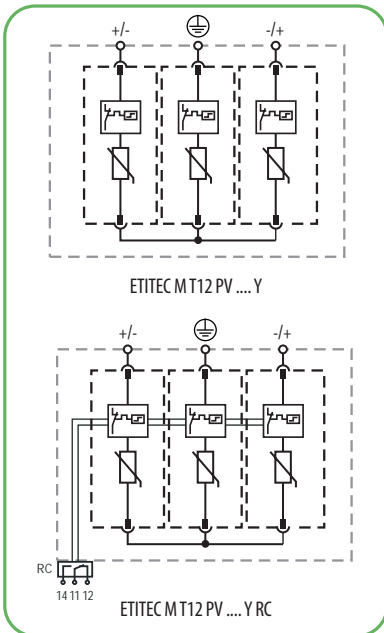 +/- -/+
ETITEC M T12 PV .... Y
+/- -/+
RC
14 11 12
ETITEC M T12 PV .... Y RC